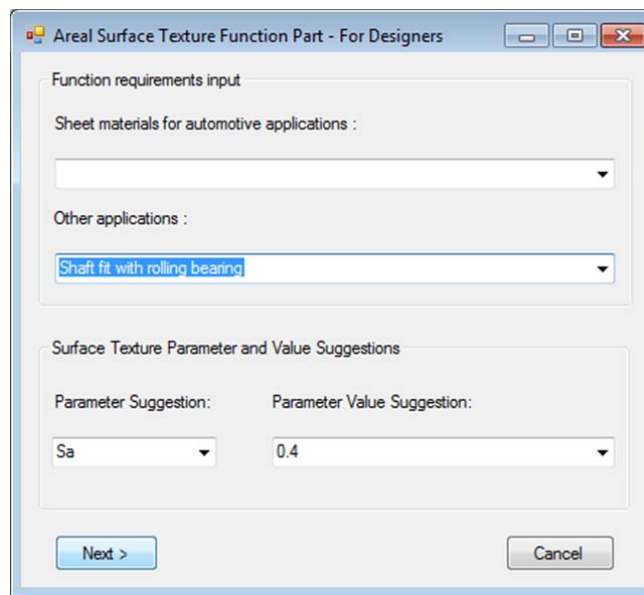 Areal Surface Texture Function Part - For Designers
Function requirements input
Sheet materials for automotive applications :
Other applications :
Shaft fit with rolling bearing
Surface Texture Parameter and Value Suggestions
Parameter Suggestion: Parameter Value Suggestion:
Sa 0.4
Next > Cancel